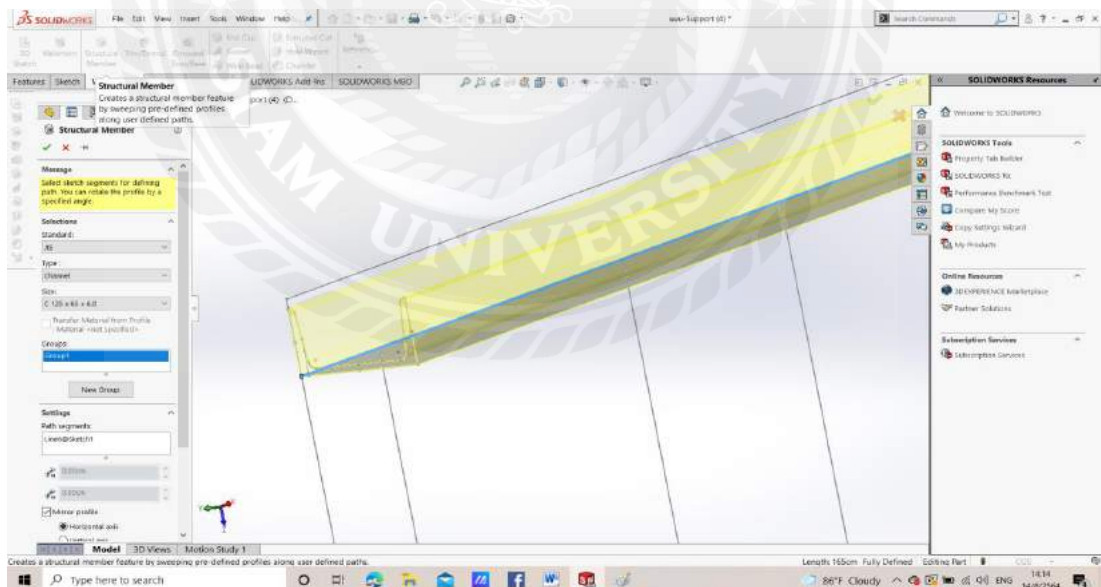 SOLIDWORKS File Edit View Insert Tools Window Help
Search Commands
Features Sketch
SOLIDWORKS Add-Ins SOLIDWORKS MBD
SOLIDWORKS Resources
Structural Member
Creates a structural member feature
by sweeping pre-defined profiles
along user defined paths.
Structural Member
Message
Select sketch segments for defining
path. You can rotate the profile by a
specified angle.
Selections
Standard:
Type:
Channel
Size:
Transfer Material from Profile
Material <not specified>
Groups:
Group1
New Group
Settings
Path segments:
Mirror profile
Horizontal axis
UNIVERSITY
Welcome to SOLIDWORKS
SOLIDWORKS Tools
Property Tab Builder
SOLIDWORKS Rx
Performance Benchmark Test
Compare My Score
Copy Settings Wizard
My Products
Online Resources
3DEXPERIENCE Marketplace
Partner Solutions
Subscription Services
Subscription Services
Model 3D Views Motion Study 1
Creates a structural member feature by sweeping pre-defined profiles along user defined paths.
Length: 165cm Fully Defined Editing Part
Type here to search
86°F Cloudy ENG 14:14